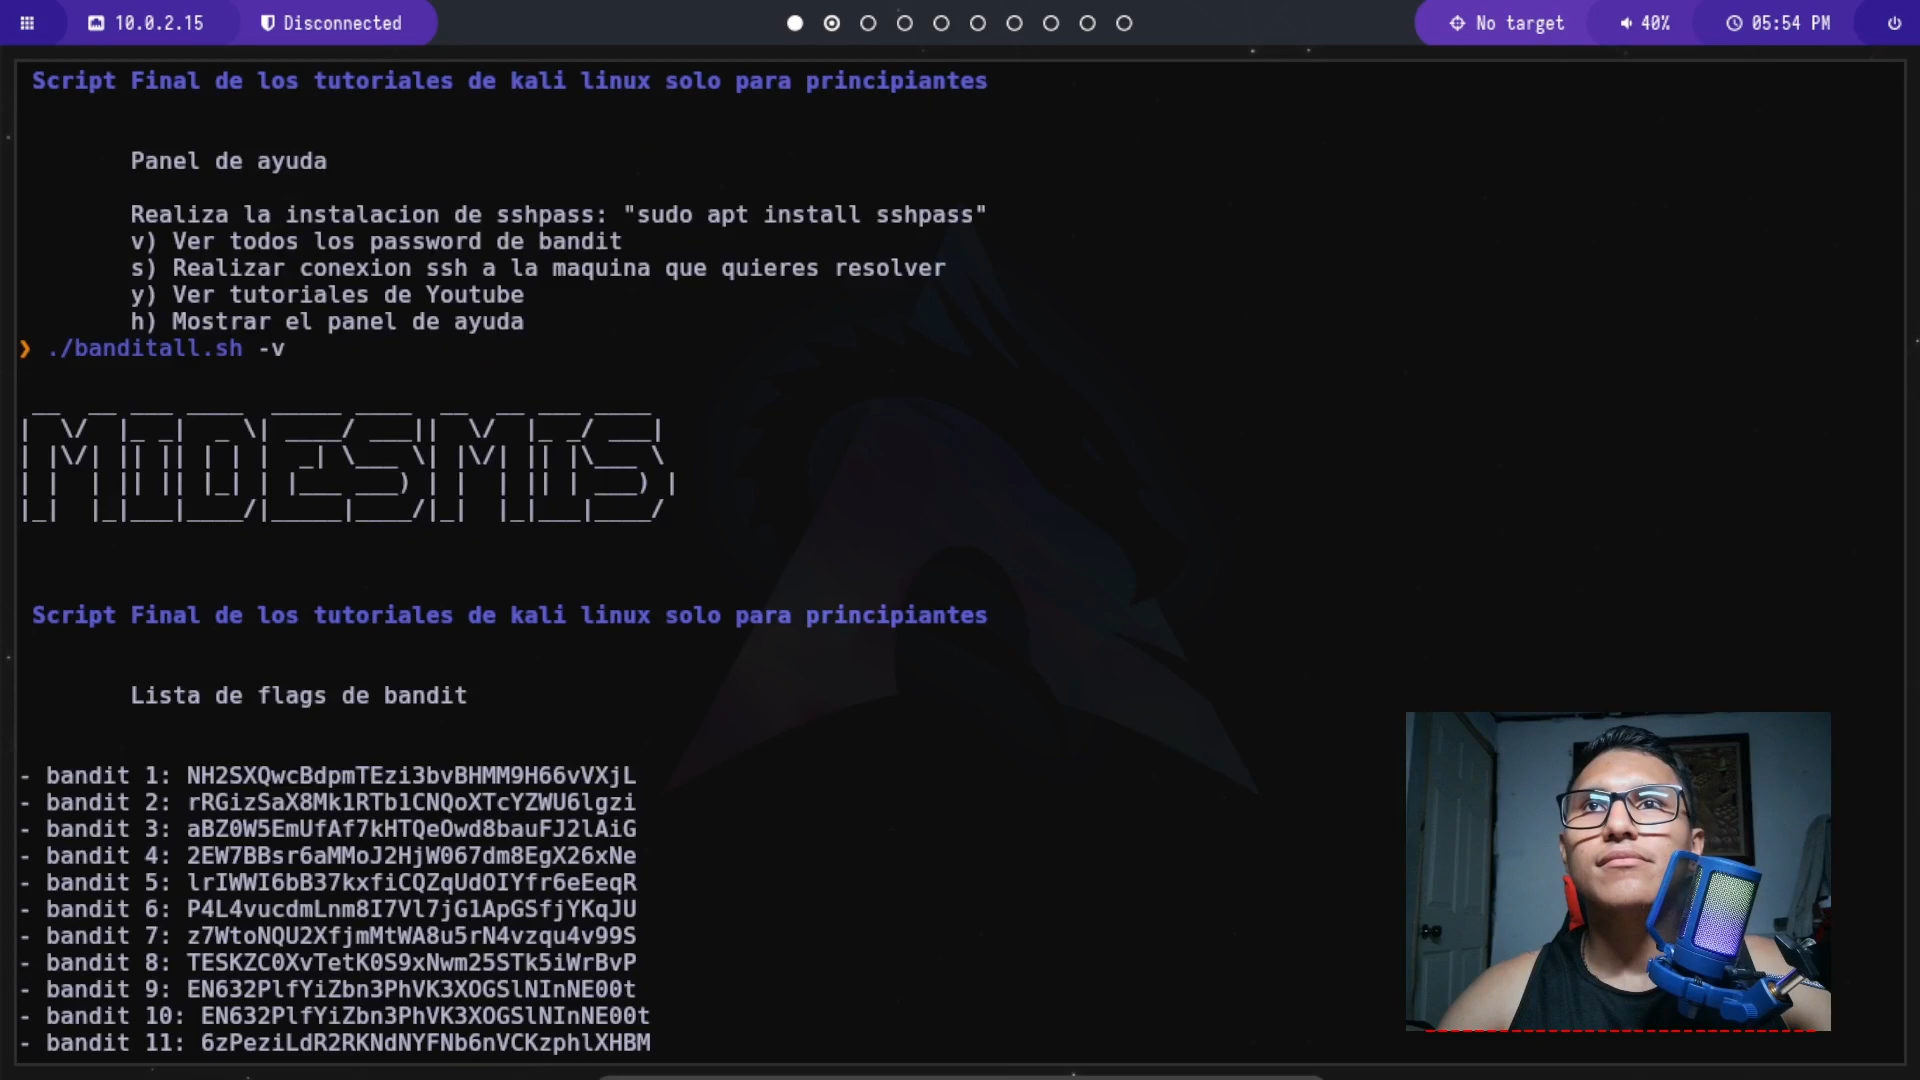 10.0.2.15
Disconnected
No target
40%
05:54 PM
Script Final de los tutoriales de kali linux solo para principiantes
Panel de ayuda
Realiza la instalacion de sshpass: "sudo apt install sshpass"
v) Ver todos los password de bandit
s) Realizar conexion ssh a la maquina que quieres resolver
y) Ver tutoriales de Youtube
h) Mostrar el panel de ayuda
❯ ./banditall.sh -v
MIDESMIS
Script Final de los tutoriales de kali linux solo para principiantes
Lista de flags de bandit
- bandit 1: NH2SXQwcBdpmTEzi3bvBHMM9H66vVXjL
- bandit 2: rRGizSaX8Mk1RTb1CNQoXTcYZWU6lgzi
- bandit 3: aBZ0W5EmUfAf7kHTQeOwd8bauFJ2lAiG
- bandit 4: 2EW7BBsr6aMMoJ2HjW067dm8EgX26xNe
- bandit 5: lrIWWI6bB37kxfiCQZqUdOIYfr6eEeqR
- bandit 6: P4L4vucdmLnm8I7Vl7jG1ApGSfjYKqJU
- bandit 7: z7WtoNQU2XfjmMtWA8u5rN4vzqu4v99S
- bandit 8: TESKZC0XvTetK0S9xNwm25STk5iWrBvP
- bandit 9: EN632PlfYiZbn3PhVK3XOGSlNInNE00t
- bandit 10: EN632PlfYiZbn3PhVK3XOGSlNInNE00t
- bandit 11: 6zPeziLdR2RKNdNYFNb6nVCKzphlXHBM